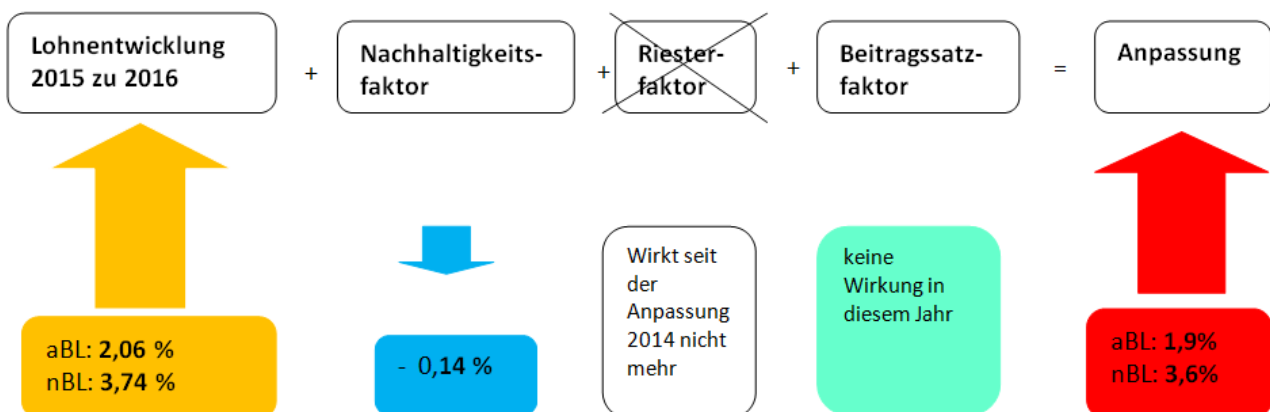 Lohnentwicklung
2015 zu 2016
+
Nachhaltigkeits-
faktor
+
Riester-
faktor
+
Beitragssatz-
faktor
=
Anpassung
aBL: 2,06 %
nBL: 3,74 %
- 0,14 %
Wirkt seit
der
Anpassung
2014 nicht
mehr
keine
Wirkung in
diesem Jahr
aBL: 1,9%
nBL: 3,6%